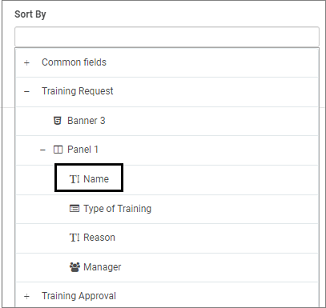 Sort By
+ Common fields
− Training Request
Banner 3
− Panel 1
Name
Type of Training
Reason
Manager
+ Training Approval